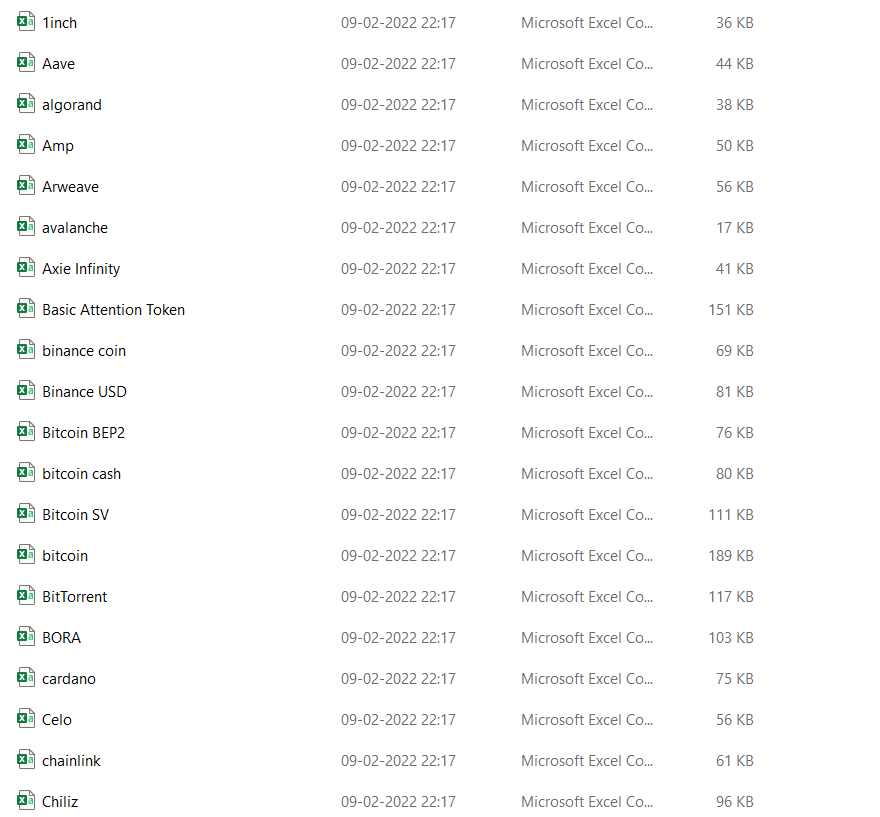 1inch 09-02-2022 22:17 Microsoft Excel Co... 36 KB
Aave 09-02-2022 22:17 Microsoft Excel Co... 44 KB
algorand 09-02-2022 22:17 Microsoft Excel Co... 38 KB
Amp 09-02-2022 22:17 Microsoft Excel Co... 50 KB
Arweave 09-02-2022 22:17 Microsoft Excel Co... 56 KB
avalanche 09-02-2022 22:17 Microsoft Excel Co... 17 KB
Axie Infinity 09-02-2022 22:17 Microsoft Excel Co... 41 KB
Basic Attention Token 09-02-2022 22:17 Microsoft Excel Co... 151 KB
binance coin 09-02-2022 22:17 Microsoft Excel Co... 69 KB
Binance USD 09-02-2022 22:17 Microsoft Excel Co... 81 KB
Bitcoin BEP2 09-02-2022 22:17 Microsoft Excel Co... 76 KB
bitcoin cash 09-02-2022 22:17 Microsoft Excel Co... 80 KB
Bitcoin SV 09-02-2022 22:17 Microsoft Excel Co... 111 KB
bitcoin 09-02-2022 22:17 Microsoft Excel Co... 189 KB
BitTorrent 09-02-2022 22:17 Microsoft Excel Co... 117 KB
BORA 09-02-2022 22:17 Microsoft Excel Co... 103 KB
cardano 09-02-2022 22:17 Microsoft Excel Co... 75 KB
Celo 09-02-2022 22:17 Microsoft Excel Co... 56 KB
chainlink 09-02-2022 22:17 Microsoft Excel Co... 61 KB
Chiliz 09-02-2022 22:17 Microsoft Excel Co... 96 KB